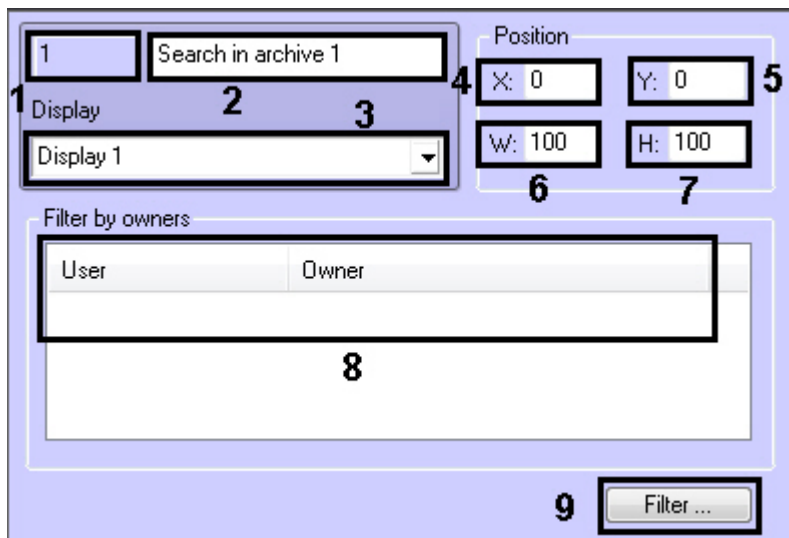 1
Search in archive 1
1
2
3
Display
Display 1
Position
4
X: 0
Y: 0
5
W: 100
H: 100
6
7
Filter by owners
User
Owner
8
9
Filter ...